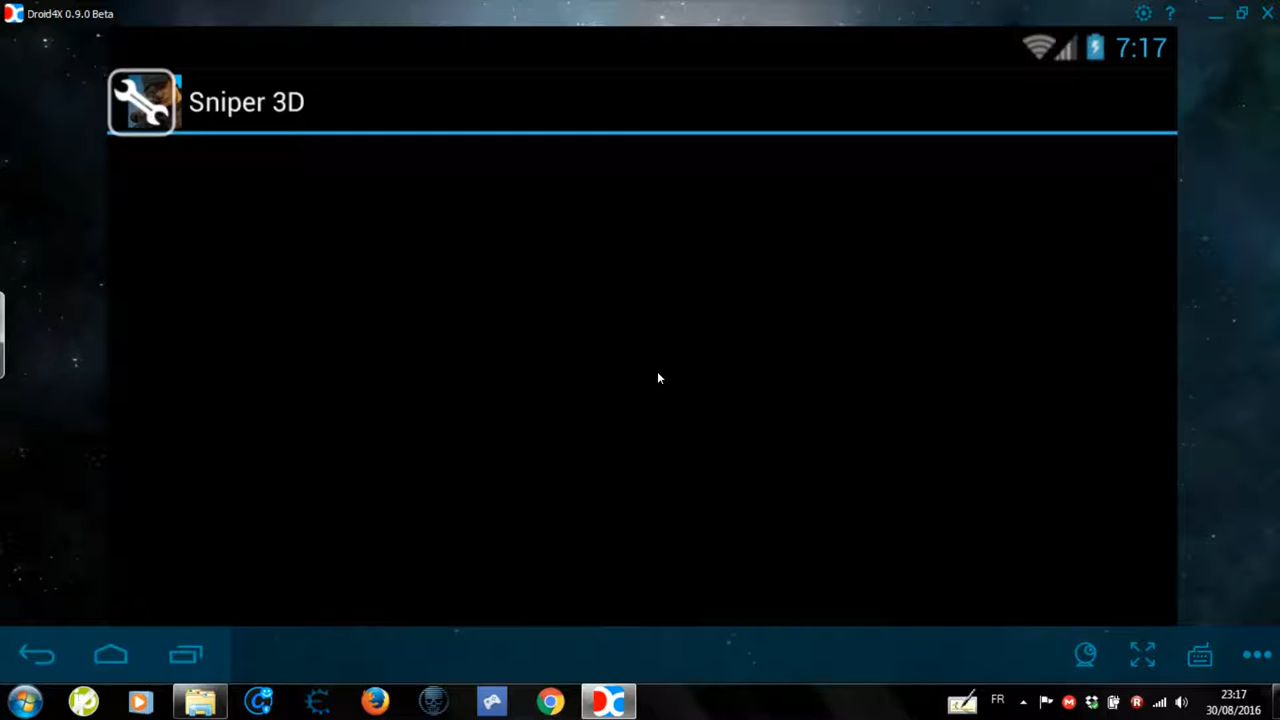 Droid4X 0.9.0 Beta
?
7:17
Sniper 3D
FR
23:17
30/08/2016